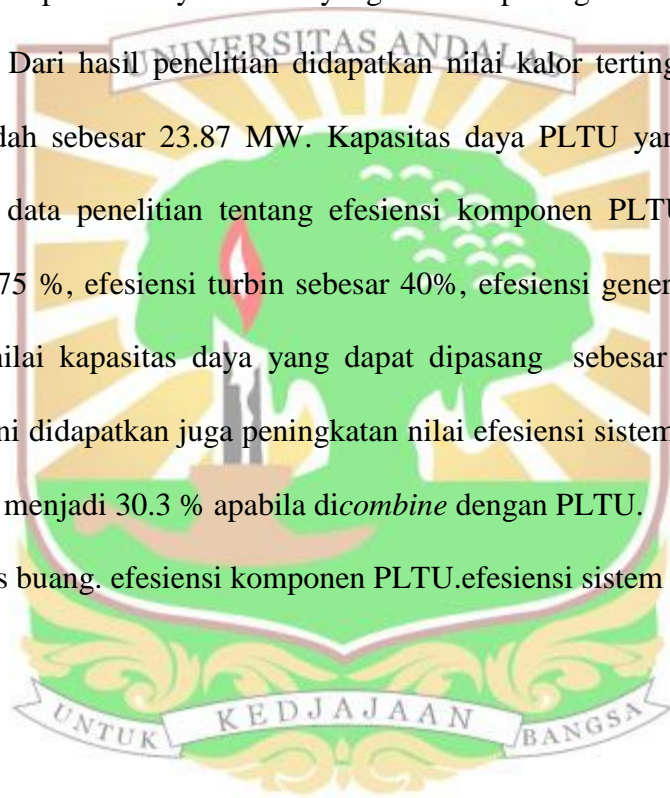 UNIVERSITAS ANDALAS
Dari hasil penelitian didapatkan nilai kalor terting
dah sebesar 23.87 MW. Kapasitas daya PLTU yan
data penelitian tentang efesiensi komponen PLTU
75 %, efesiensi turbin sebesar 40%, efesiensi gener
nilai kapasitas daya yang dapat dipasang sebesar
ni didapatkan juga peningkatan nilai efesiensi sistem
menjadi 30.3 % apabila dicombine dengan PLTU.
s buang. efesiensi komponen PLTU.efesiensi sistem
UNTUK KEDJAJAAN BANGSA